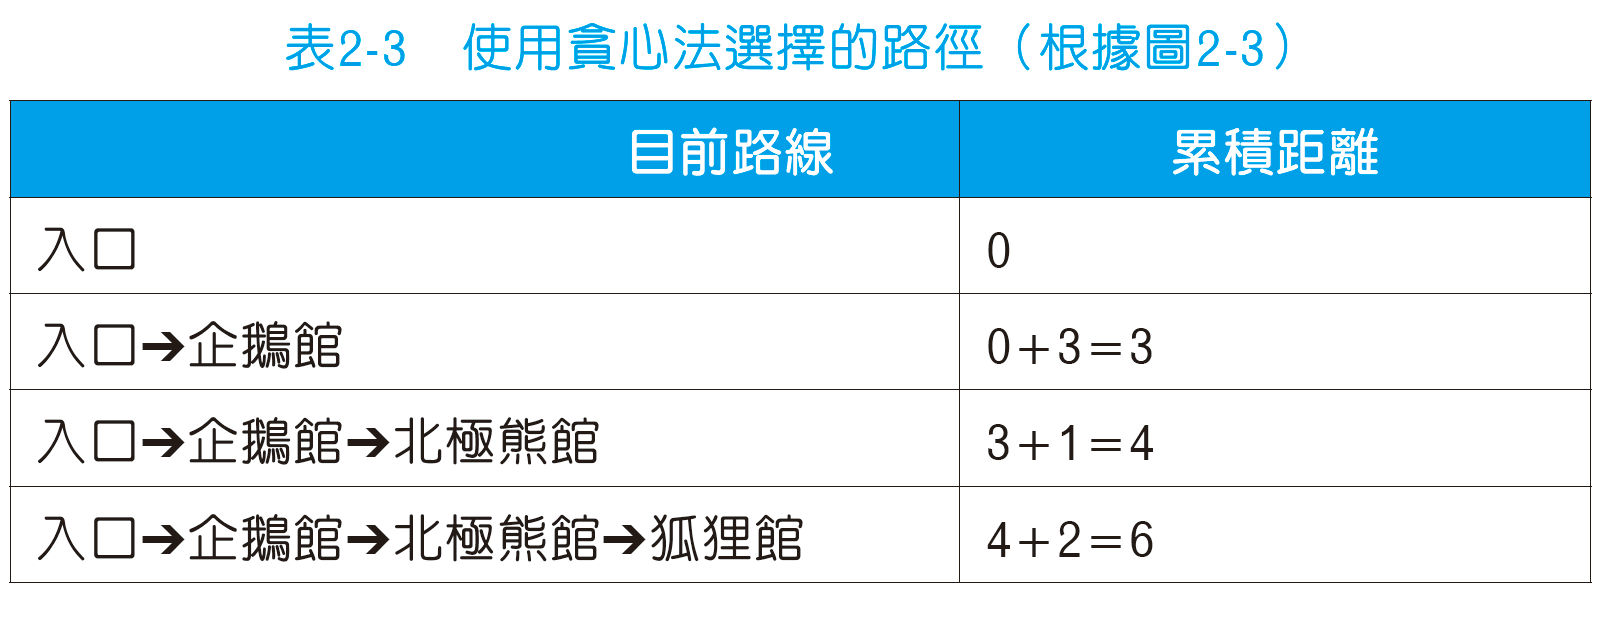 表2-3　使用貪心法選擇的路徑（根據圖2-3）
目前路線　累積距離
入口　0
入口➔企鵝館　0+3=3
入口➔企鵝館➔北極熊館　3+1=4
入口➔企鵝館➔北極熊館➔狐狸館　4+2=6